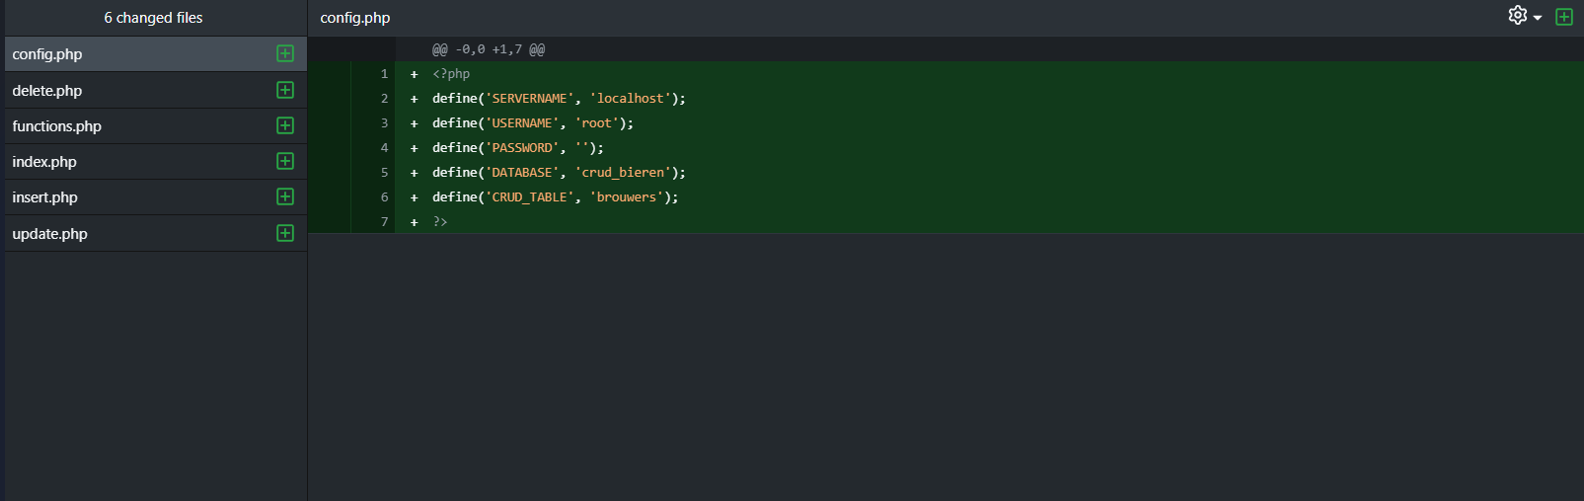 6 changed files
config.php
delete.php
functions.php
index.php
insert.php
update.php
config.php
@@ -0,0 +1,7 @@
1 + <?php
2 + define('SERVERNAME', 'localhost');
3 + define('USERNAME', 'root');
4 + define('PASSWORD', '');
5 + define('DATABASE', 'crud_bieren');
6 + define('CRUD_TABLE', 'brouwers');
7 + ?>